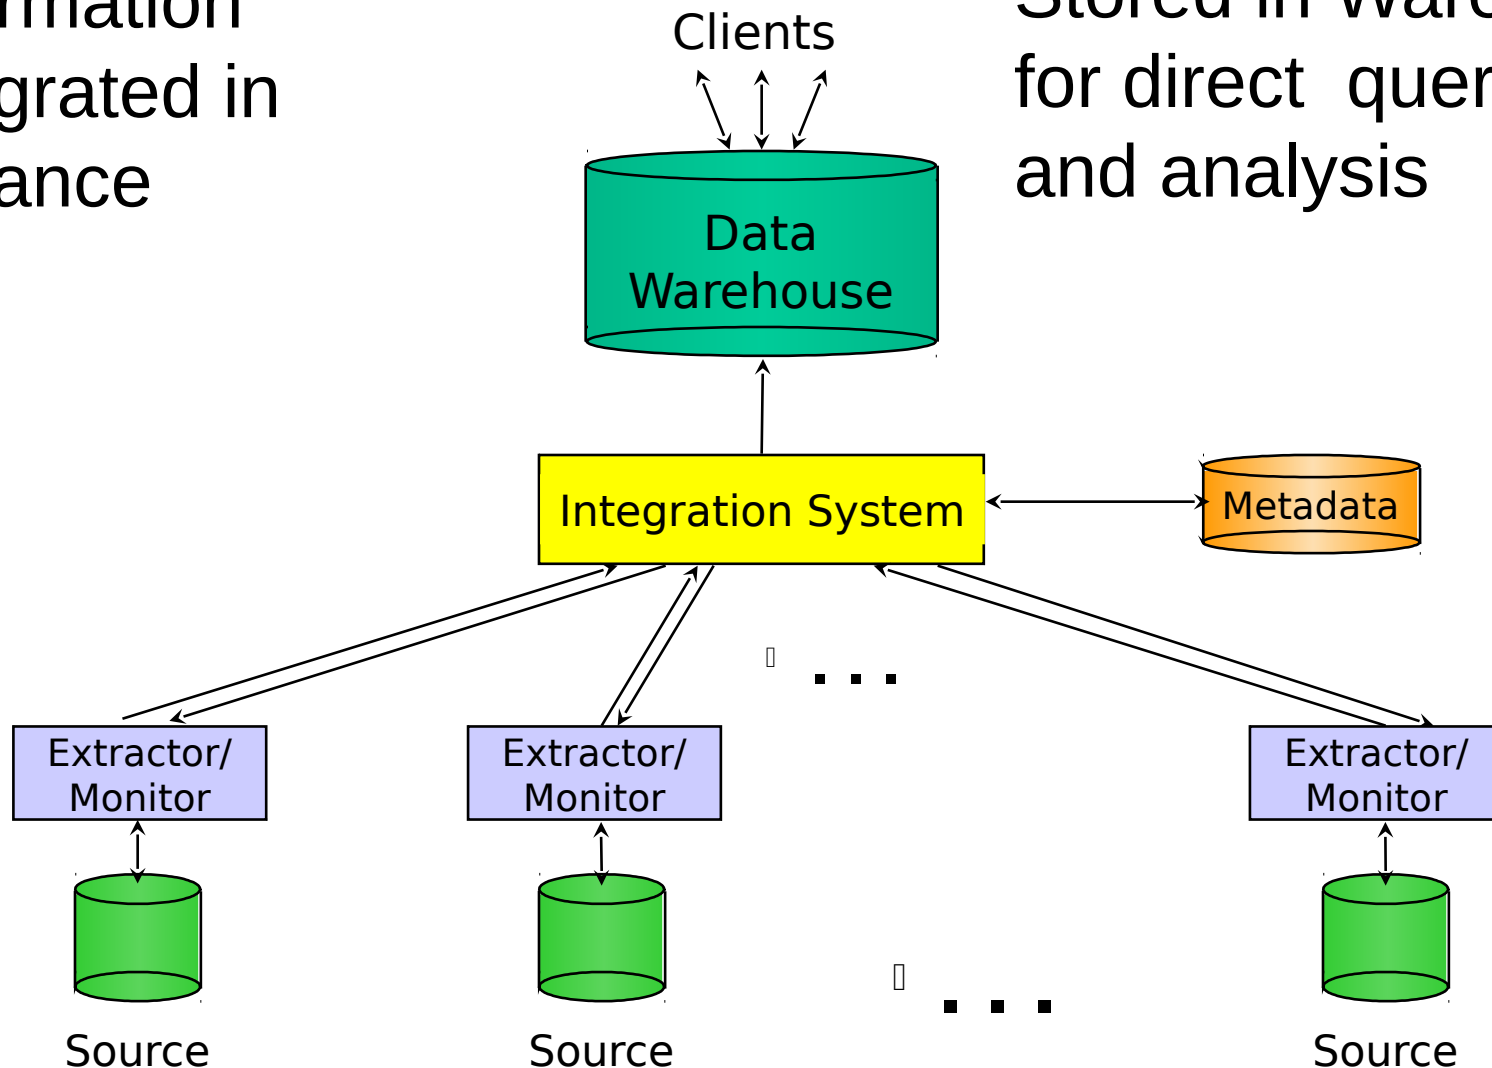 Clients
grated in
for direct quer
and analysis
Data
Warehouse
Integration System
Metadata
...
Extractor/
Monitor
Extractor/
Monitor
Extractor/
Monitor
...
Source
Source
Source